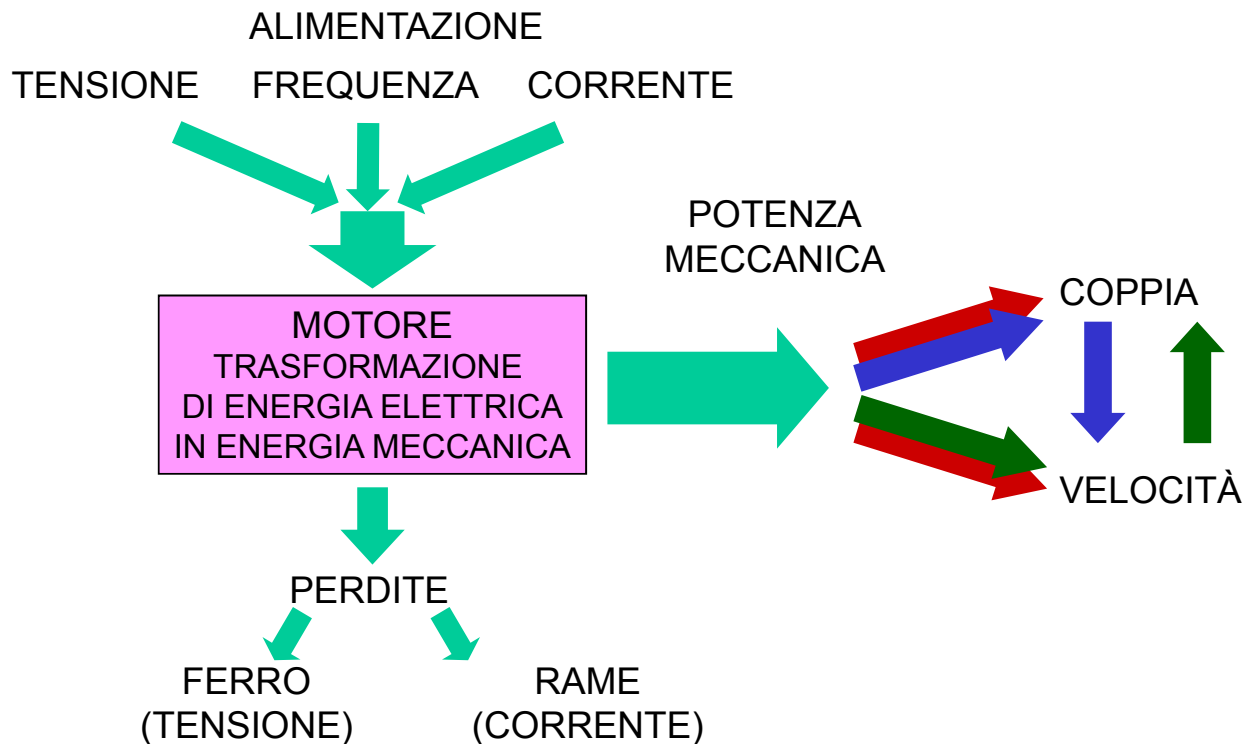 ALIMENTAZIONE
TENSIONE FREQUENZA CORRENTE
POTENZA
MECCANICA
COPPIA
MOTORE
TRASFORMAZIONE
DI ENERGIA ELETTRICA
IN ENERGIA MECCANICA
VELOCITÀ
PERDITE
FERRO
(TENSIONE)
RAME
(CORRENTE)